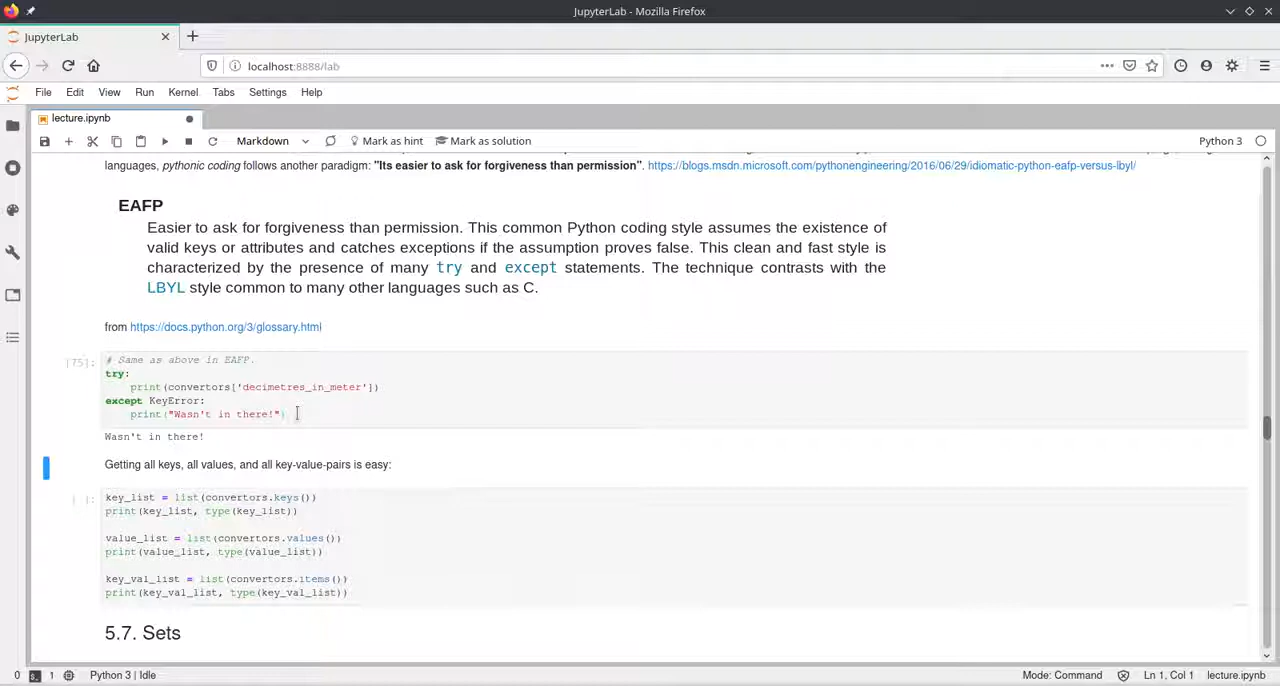 JupyterLab - Mozilla Firefox
JupyterLab
localhost:8888/lab
File Edit View Run Kernel Tabs Settings Help
lecture.ipynb
Markdown Mark as hint Mark as solution Python 3
languages, pythonic coding follows another paradigm: "Its easier to ask for forgiveness than permission". https://blogs.msdn.microsoft.com/pythonengineering/2016/06/29/idiomatic-python-eafp-versus-lbyl/
EAFP
Easier to ask for forgiveness than permission. This common Python coding style assumes the existence of
valid keys or attributes and catches exceptions if the assumption proves false. This clean and fast style is
characterized by the presence of many try and except statements. The technique contrasts with the
LBYL style common to many other languages such as C.
from https://docs.python.org/3/glossary.html
[75]: # Same as above in EAFP.
try:
print(convertors['decimetres_in_meter'])
except KeyError:
print("Wasn't in there!")
Wasn't in there!
Getting all keys, all values, and all key-value-pairs is easy:
[ ]: key_list = list(convertors.keys())
print(key_list, type(key_list))
value_list = list(convertors.values())
print(value_list, type(value_list))
key_val_list = list(convertors.items())
print(key_val_list, type(key_val_list))
5.7. Sets
0 1 Python 3 | Idle Mode: Command Ln 1, Col 1 lecture.ipynb